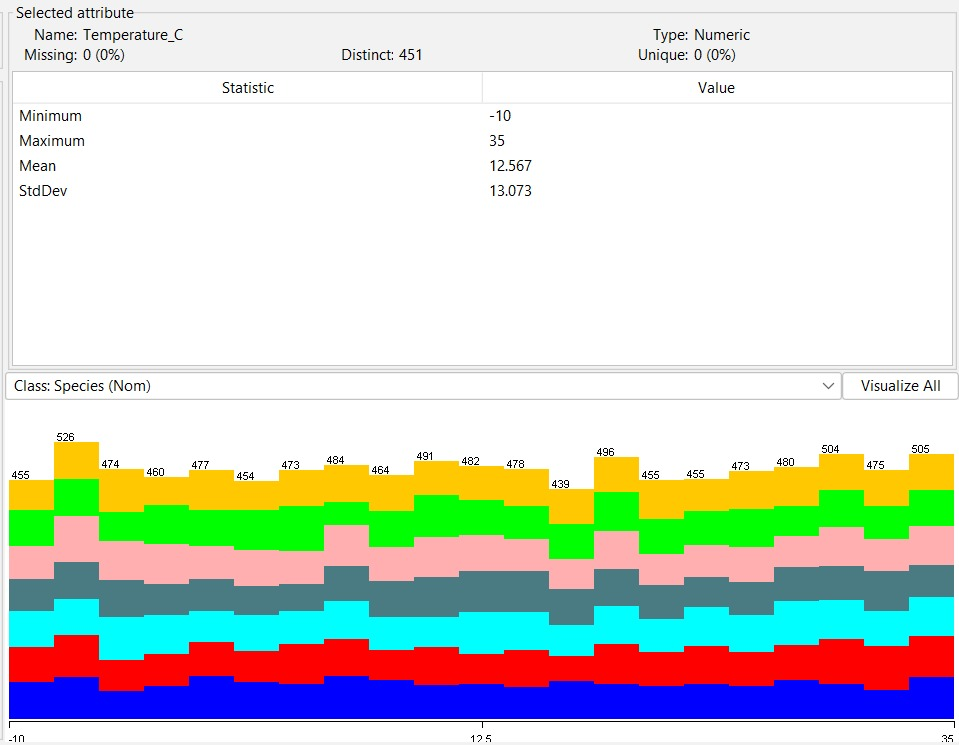 Selected attribute
Name: Temperature_C Type: Numeric
Missing: 0 (0%) Distinct: 451 Unique: 0 (0%)
Statistic Value
Minimum -10
Maximum 35
Mean 12.567
StdDev 13.073
Class: Species (Nom) Visualize All
455 526 474 460 477 454 473 484 464 491 482 478 439 496 455 455 473 480 504 475 505
-10 12.5 35